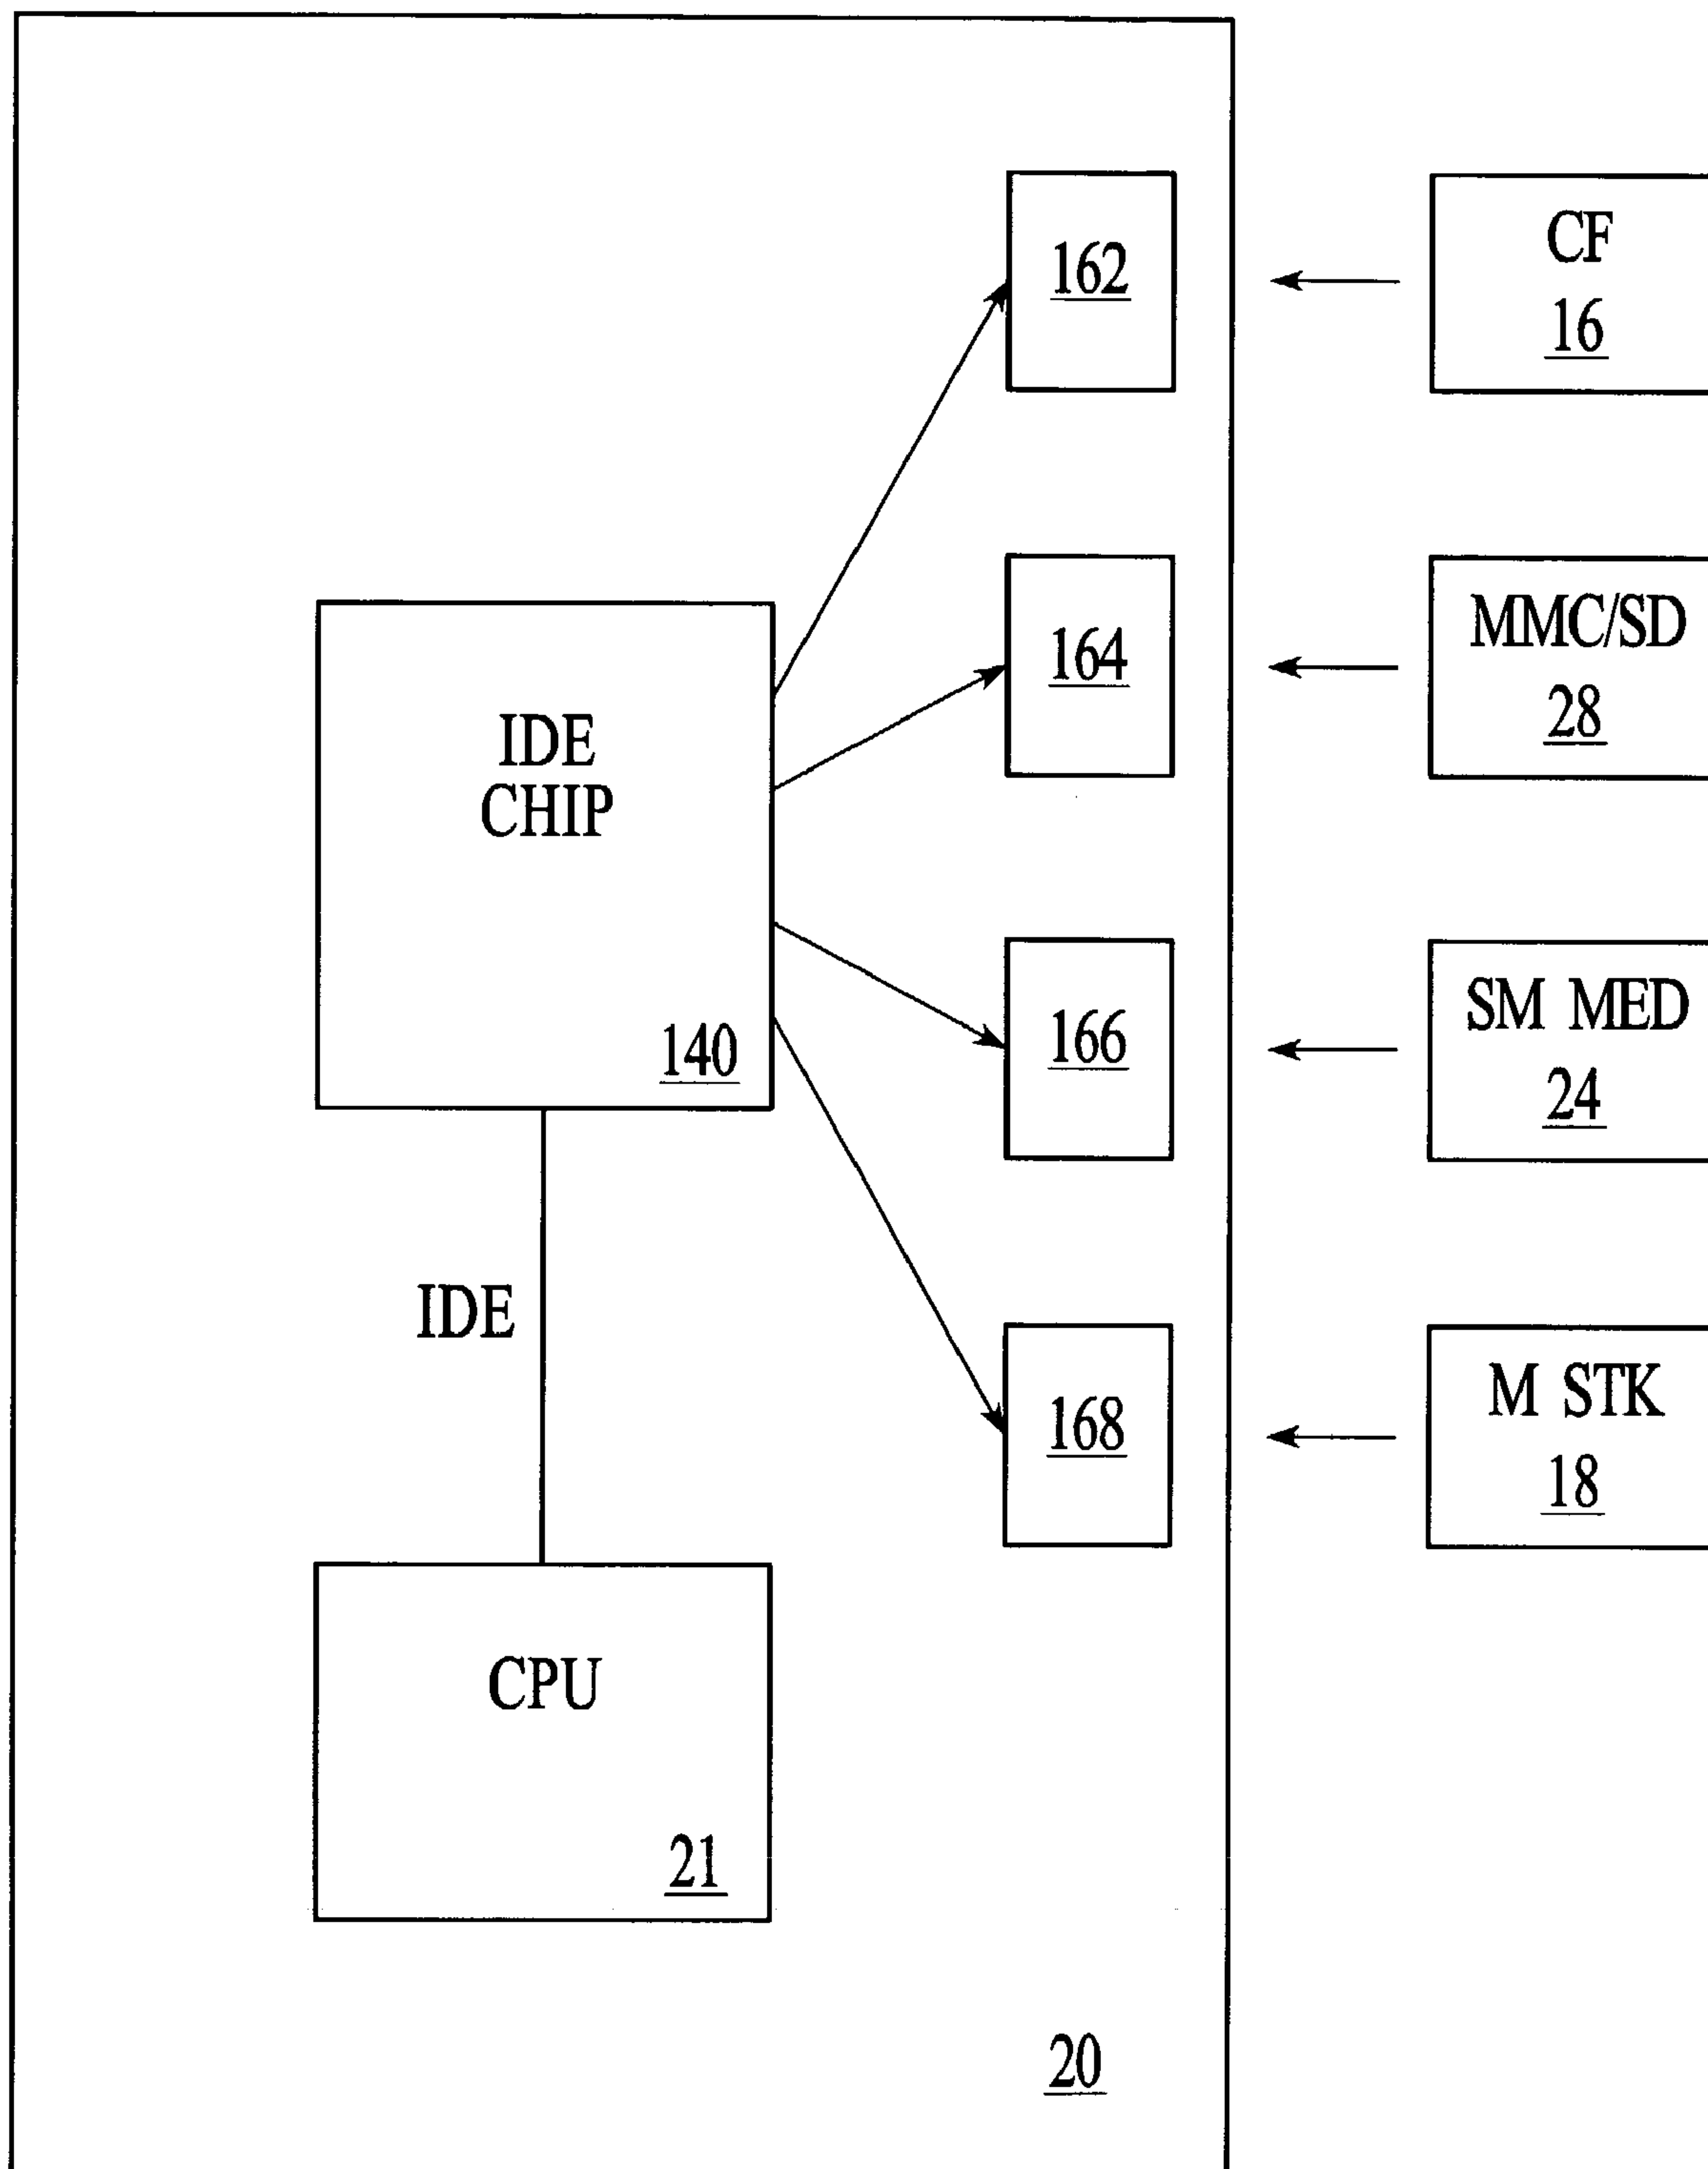 162
CF
16
164
MMC/SD
28
IDE
CHIP
140
166
SM MED
24
IDE
168
M STK
18
CPU
21
20